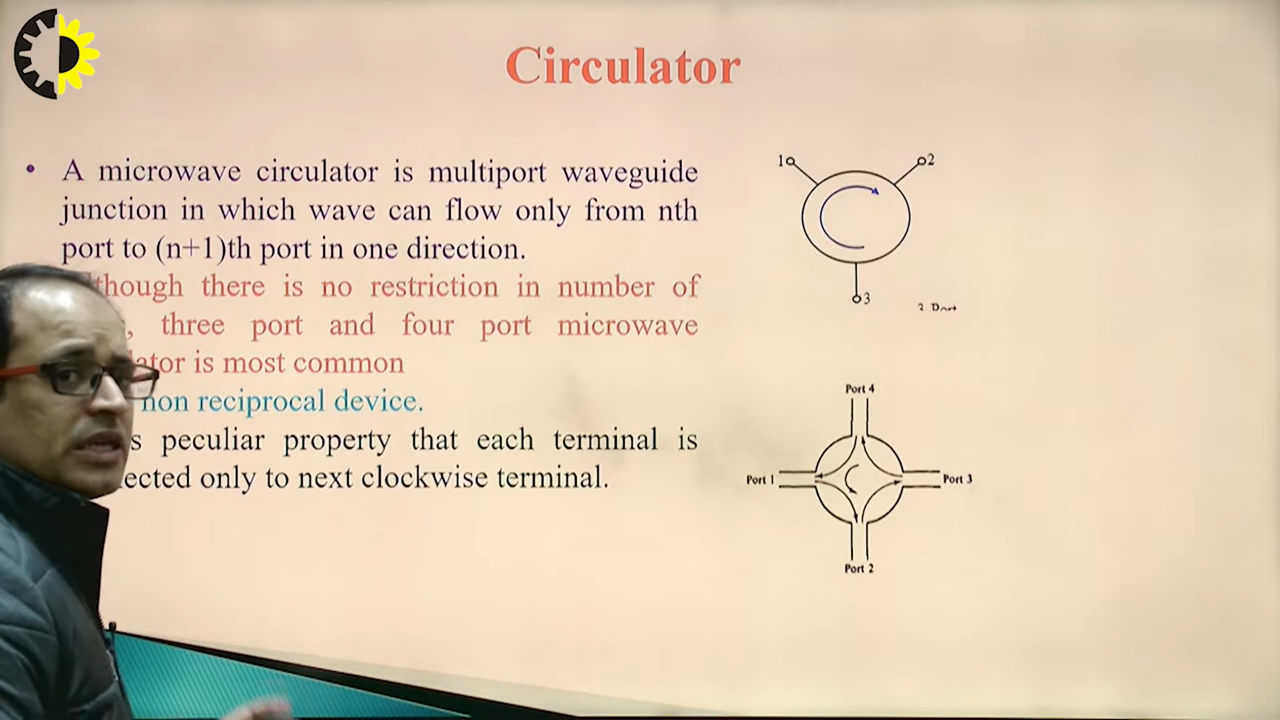 Circulator
• A microwave circulator is multiport waveguide
junction in which wave can flow only from nth
port to (n+1)th port in one direction.
though there is no restriction in number of
, three port and four port microwave
ator is most common
non reciprocal device.
s peculiar property that each terminal is
ected only to next clockwise terminal.
1
2
3
Port 4
Port 1
Port 3
Port 2